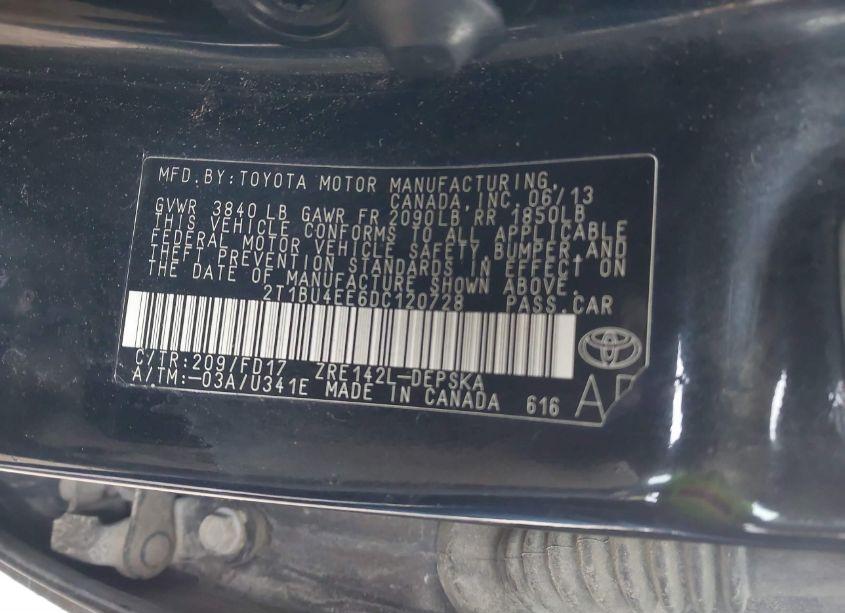 MFD.BY:TOYOTA MOTOR MANUFACTURING,
CANADA,INC. 06/13
GVWR 3840 LB GAWR FR 2090LB RR 1850LB
THIS VEHICLE CONFORMS TO ALL APPLICABLE
FEDERAL MOTOR VEHICLE SAFETY,BUMPER,AND
THEFT PREVENTION STANDARDS IN EFFECT ON
THE DATE OF MANUFACTURE SHOWN ABOVE.
2T1BU4EE6DC120728 PASS.CAR
C/TR:209/FD17 ZRE142L-DEPSKA
A/TM:-03A/U341E MADE IN CANADA 616